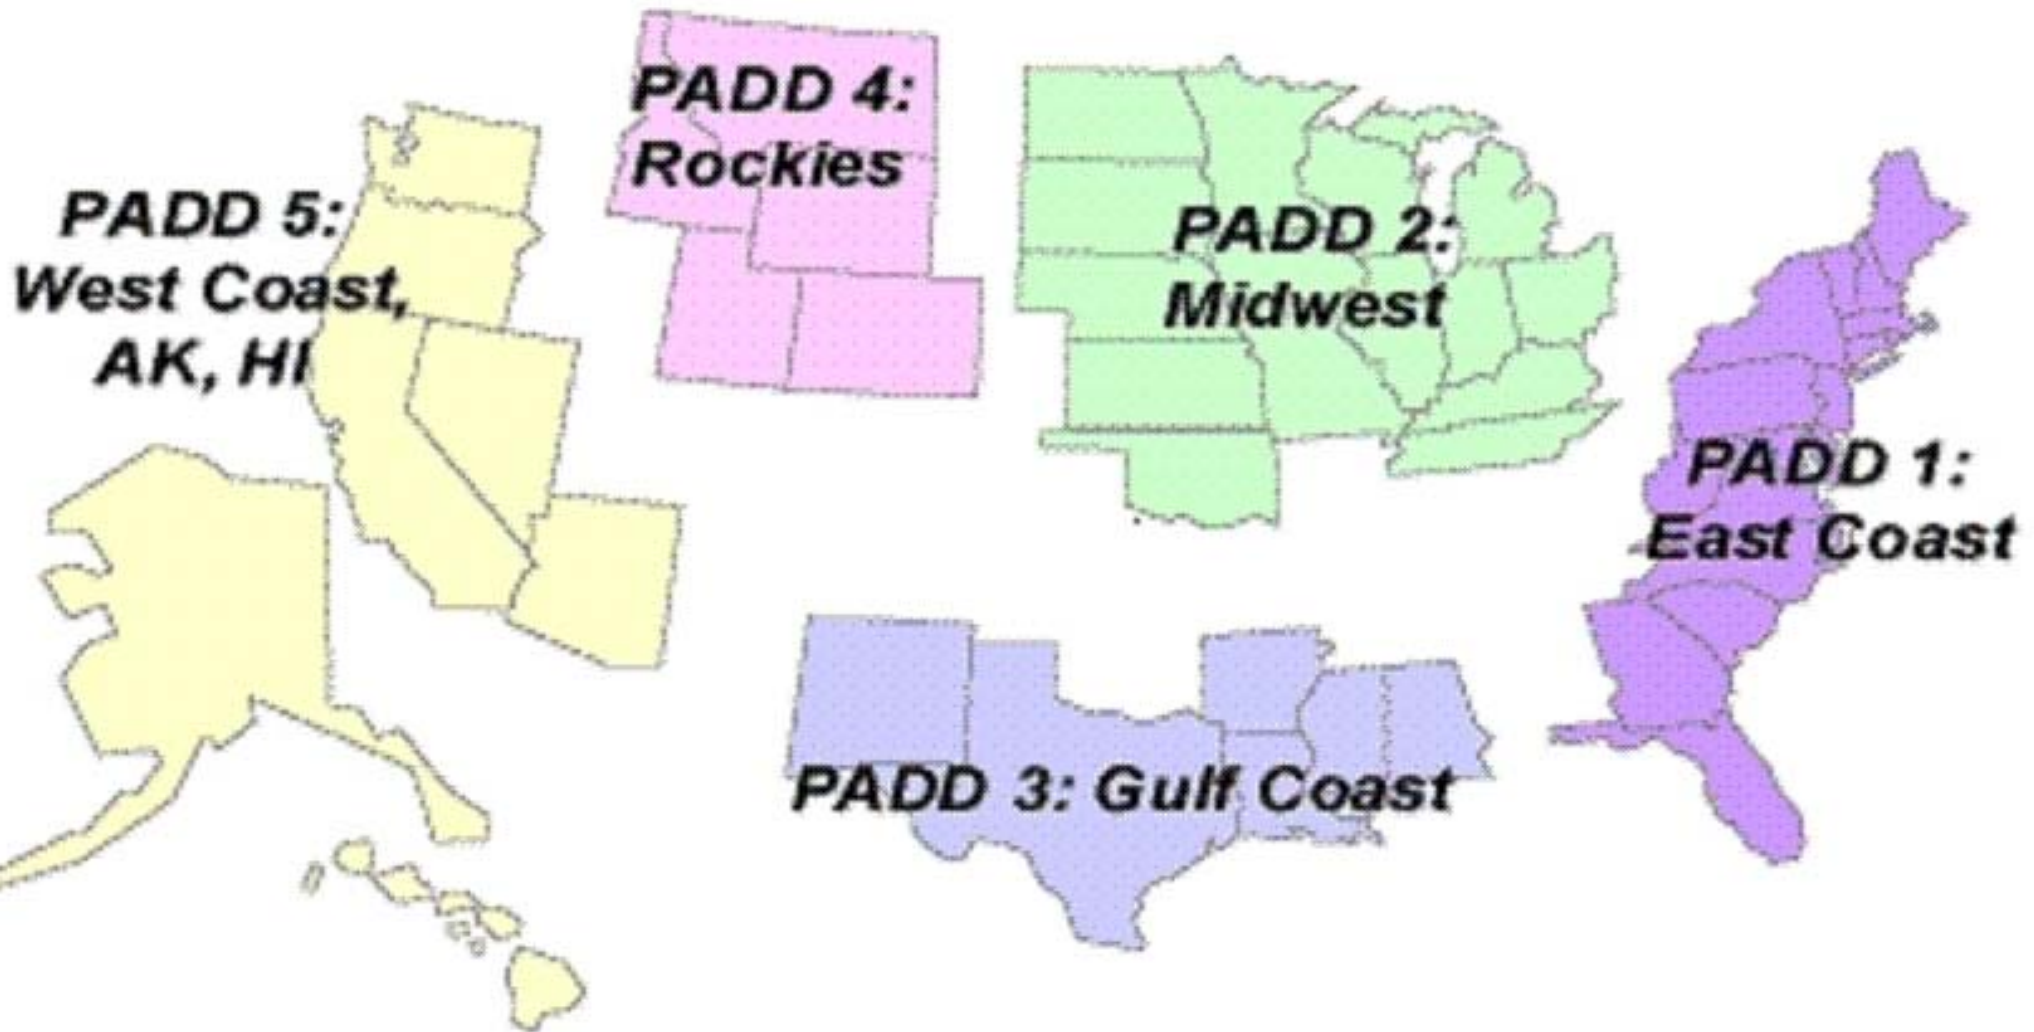 PADD 4:
Rockies
PADD 5:
West Coast,
AK, HI
PADD 2:
Midwest
PADD 1:
East Coast
PADD 3: Gulf Coast